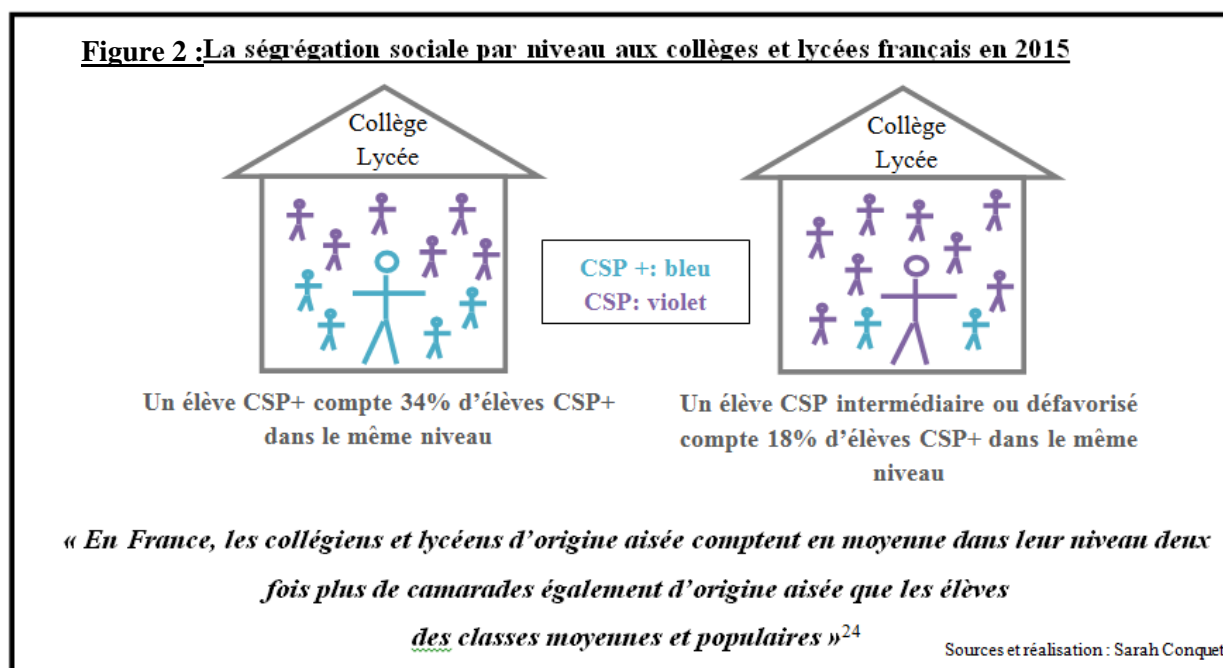 Figure 2 : La ségrégation sociale par niveau aux collèges et lycées français en 2015
Collège
Lycée
Collège
Lycée
CSP +: bleu
CSP: violet
Un élève CSP+ compte 34% d’élèves CSP+
dans le même niveau
Un élève CSP intermédiaire ou défavorisé
compte 18% d’élèves CSP+ dans le même
niveau
« En France, les collégiens et lycéens d’origine aisée comptent en moyenne dans leur niveau deux
fois plus de camarades également d’origine aisée que les élèves
des classes moyennes et populaires »24
Sources et réalisation : Sarah Conquet